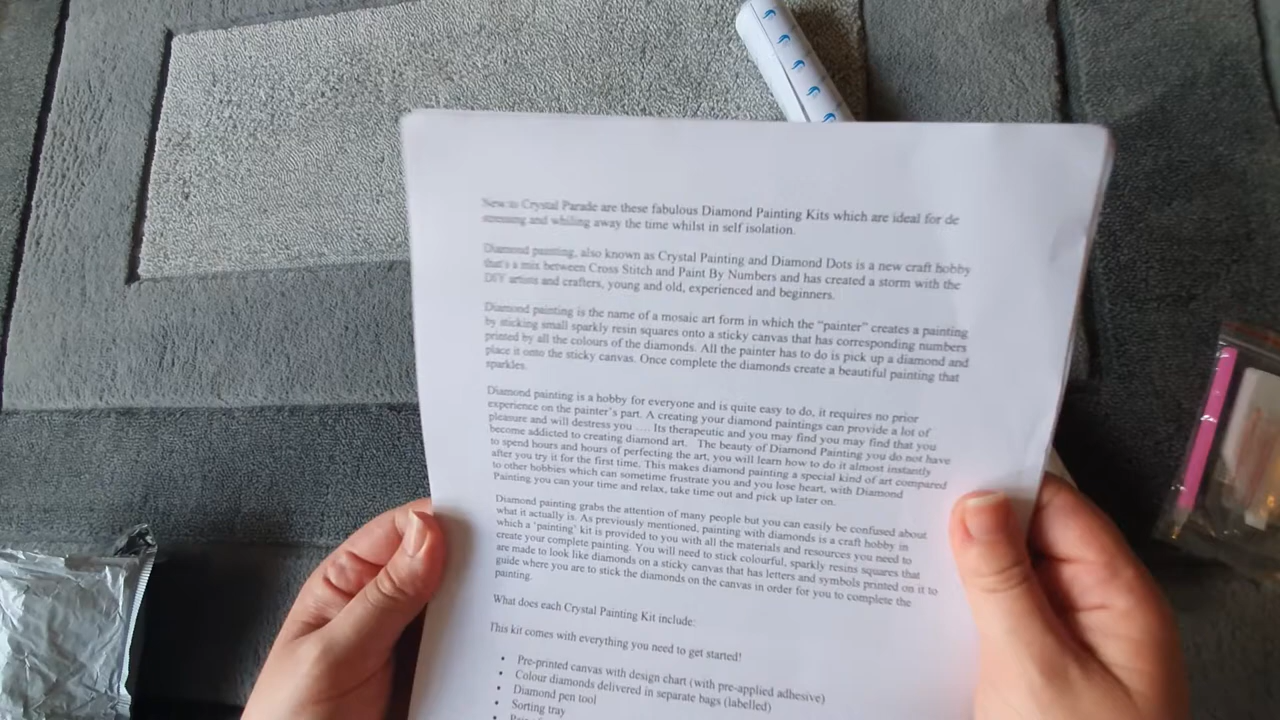 New to Crystal Parade are these fabulous Diamond Painting Kits which are ideal for de
stressing and whiling away the time whilst in self isolation.
Diamond painting, also known as Crystal Painting and Diamond Dots is a new craft hobby
that's a mix between Cross Stitch and Paint By Numbers and has created a storm with the
DIY artists and crafters, young and old, experienced and beginners.
Diamond painting is the name of a mosaic art form in which the “painter” creates a painting
by sticking small sparkly resin squares onto a sticky canvas that has corresponding numbers
printed by all the colours of the diamonds. All the painter has to do is pick up a diamond and
place it onto the sticky canvas. Once complete the diamonds create a beautiful painting that
sparkles.
Diamond painting is a hobby for everyone and is quite easy to do, it requires no prior
experience on the painter's part. A creating your diamond paintings can provide a lot of
pleasure and will destress you .... Its therapeutic and you may find you may find that you
become addicted to creating diamond art. The beauty of Diamond Painting you do not have
to spend hours and hours of perfecting the art, you will learn how to do it almost instantly
after you try it for the first time. This makes diamond painting a special kind of art compared
to other hobbies which can sometime frustrate you and you lose heart, with Diamond
Painting you can your time and relax, take time out and pick up later on.
Diamond painting grabs the attention of many people but you can easily be confused about
what it actually is. As previously mentioned, painting with diamonds is a craft hobby in
which a 'painting' kit is provided to you with all the materials and resources you need to
create your complete painting. You will need to stick colourful, sparkly resins squares that
are made to look like diamonds on a sticky canvas that has letters and symbols printed on it to
guide where you are to stick the diamonds on the canvas in order for you to complete the
painting.
What does each Crystal Painting Kit include:
This kit comes with everything you need to get started!
• Pre-printed canvas with design chart (with pre-applied adhesive)
• Colour diamonds delivered in separate bags (labelled)
• Diamond pen tool
• Sorting tray